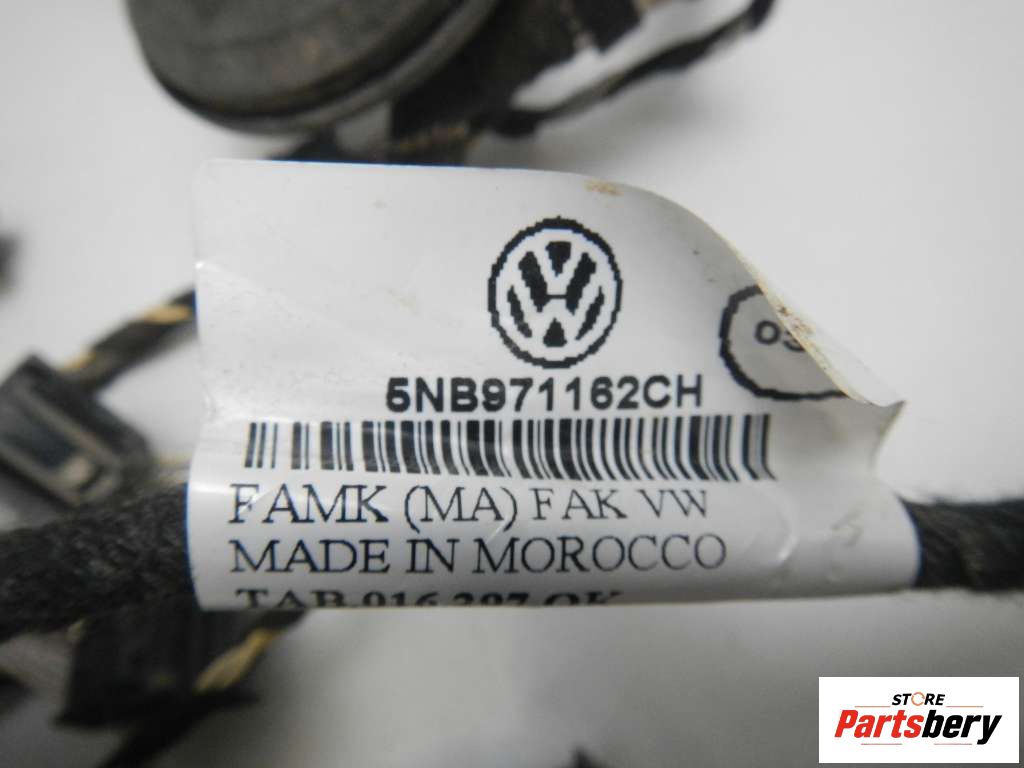 5NB971162CH
FAMK (MA) FAK VW
MADE IN MOROCCO
STORE
Partsbery